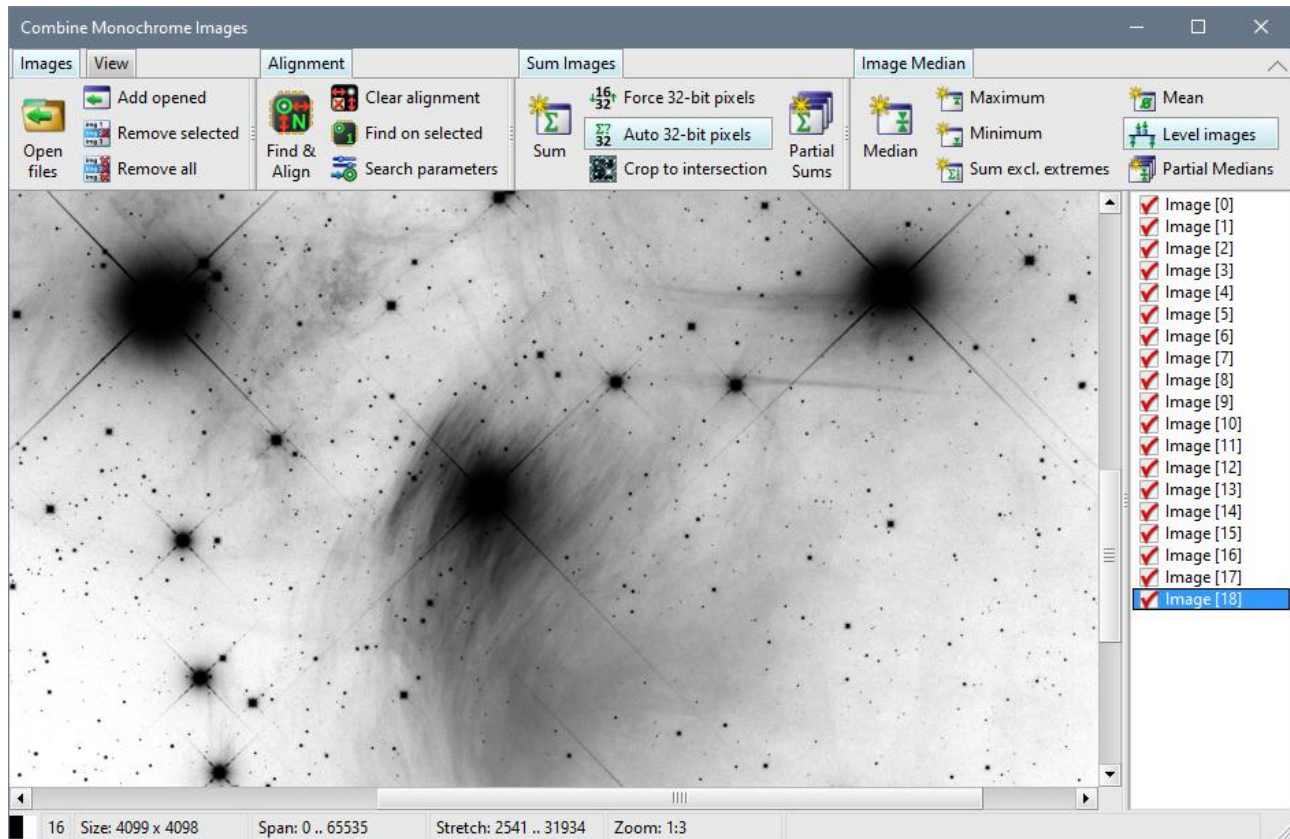 Combine Monochrome Images
Images View Alignment Sum Images Image Median
Open files
Add opened
Remove selected
Remove all
Find & Align
Clear alignment
Find on selected
Search parameters
Sum
Force 32-bit pixels
Auto 32-bit pixels
Crop to intersection
Partial Sums
Median
Maximum
Minimum
Sum excl. extremes
Mean
Level images
Partial Medians
Image [0]
Image [1]
Image [2]
Image [3]
Image [4]
Image [5]
Image [6]
Image [7]
Image [8]
Image [9]
Image [10]
Image [11]
Image [12]
Image [13]
Image [14]
Image [15]
Image [16]
Image [17]
Image [18]
16 Size: 4099 x 4098 Span: 0 .. 65535 Stretch: 2541 .. 31934 Zoom: 1:3